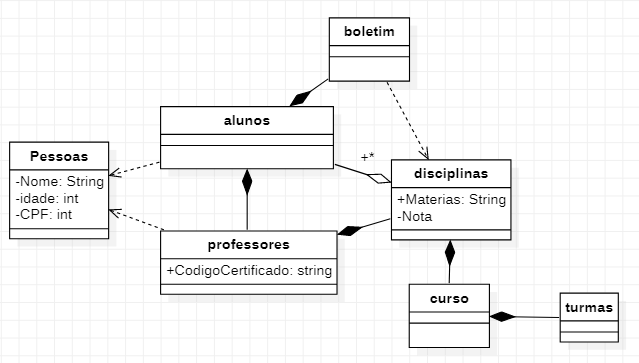 boletim
alunos
+*
Pessoas
-Nome: String
-idade: int
-CPF: int
disciplinas
+Materias: String
-Nota
professores
+CodigoCertificado: string
curso
turmas